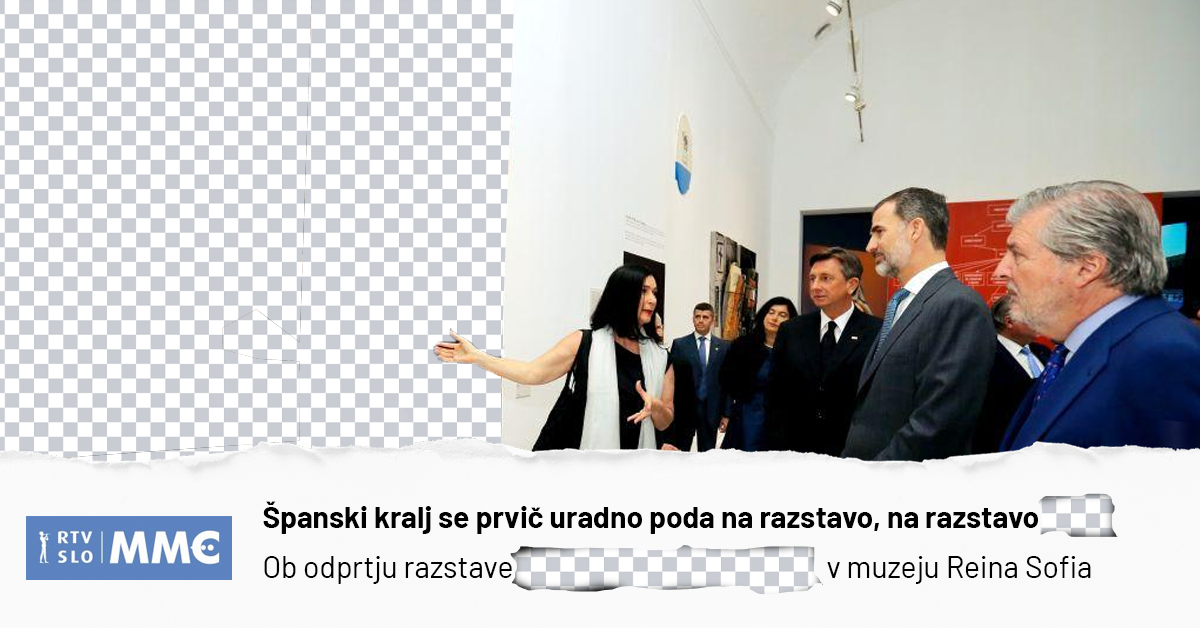 Španski kralj se prvič uradno poda na razstavo, na razstavo
Ob odprtju razstave v muzeju Reina Sofia
RTV SLO MMC